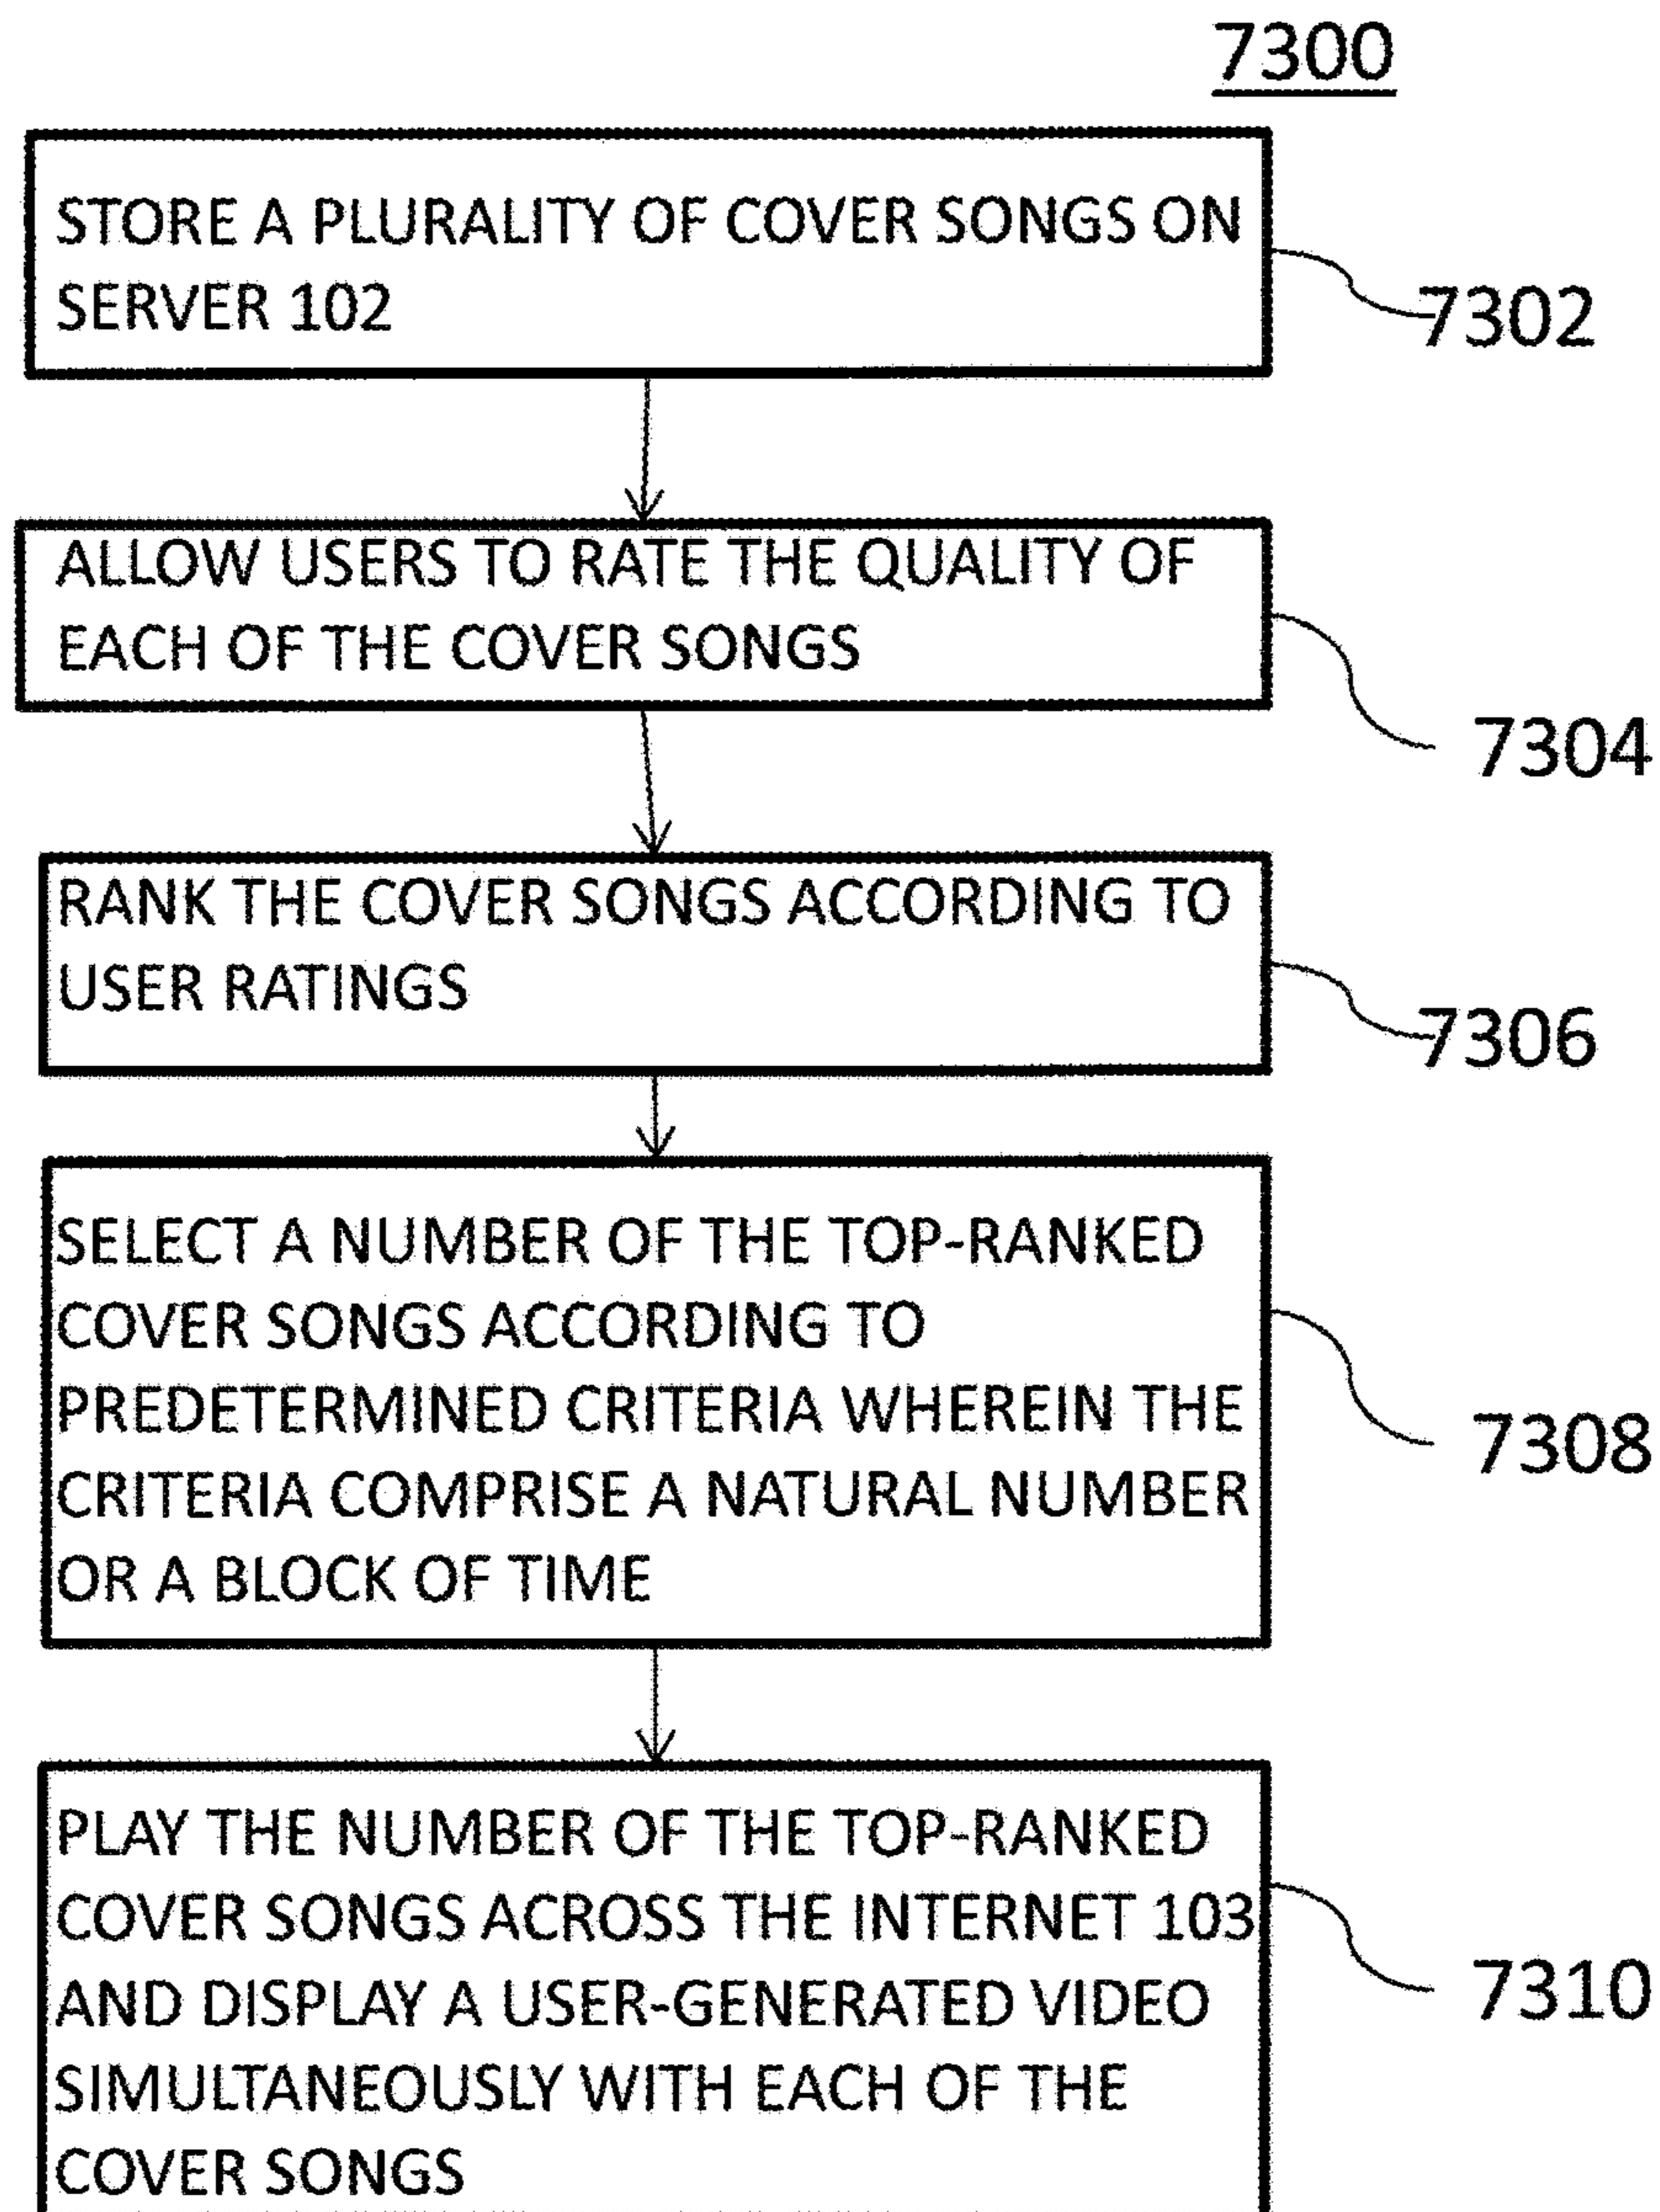 7300
STORE A PLURALITY OF COVER SONGS ON
SERVER 102
7302
ALLOW USERS TO RATE THE QUALITY OF
EACH OF THE COVER SONGS
7304
RANK THE COVER SONGS ACCORDING TO
USER RATINGS
7306
SELECT A NUMBER OF THE TOP-RANKED
COVER SONGS ACCORDING TO
PREDETERMINED CRITERIA WHEREIN THE
CRITERIA COMPRISE A NATURAL NUMBER
OR A BLOCK OF TIME
7308
PLAY THE NUMBER OF THE TOP-RANKED
COVER SONGS ACROSS THE INTERNET 103
AND DISPLAY A USER-GENERATED VIDEO
SIMULTANEOUSLY WITH EACH OF THE
COVER SONGS
7310